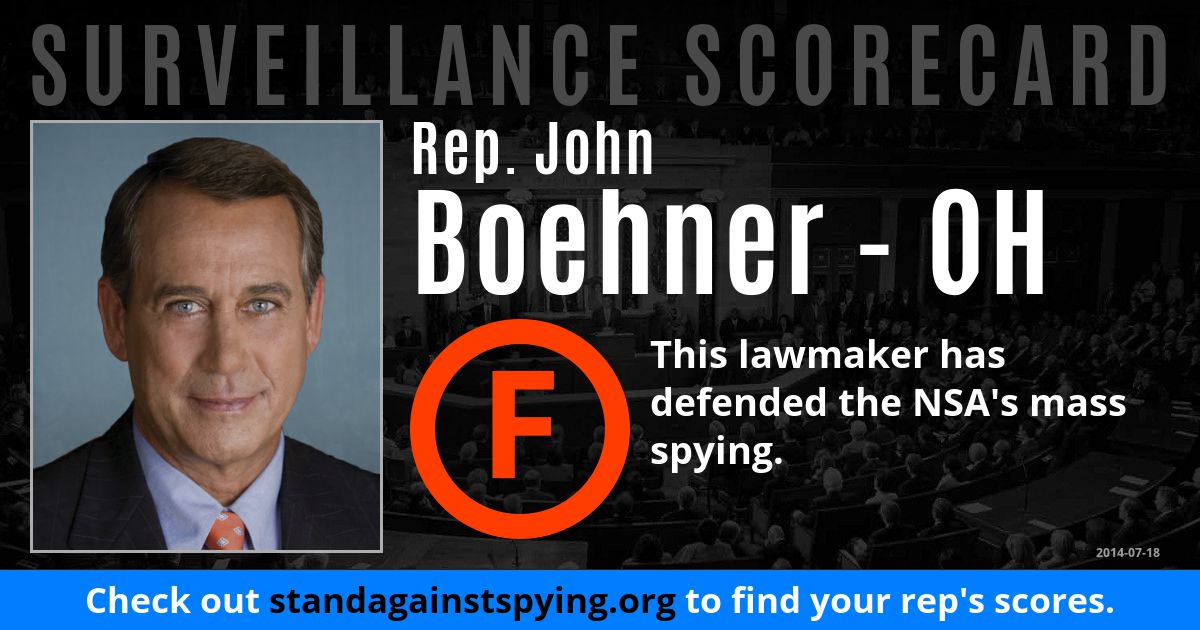 SURVEILLANCE SCORECARD
Rep. John
Boehner - OH
F
This lawmaker has
defended the NSA's mass
spying.
2014-07-18
Check out standagainstspying.org to find your rep's scores.